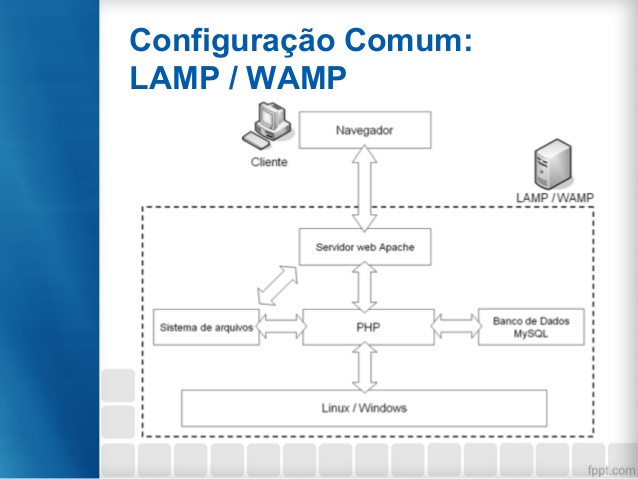 Configuração Comum:
LAMP / WAMP
Navegador
Cliente
LAMP / WAMP
Servidor web Apache
Sistema de arquivos
PHP
Banco de Dados
MySQL
Linux / Windows
fppt.com